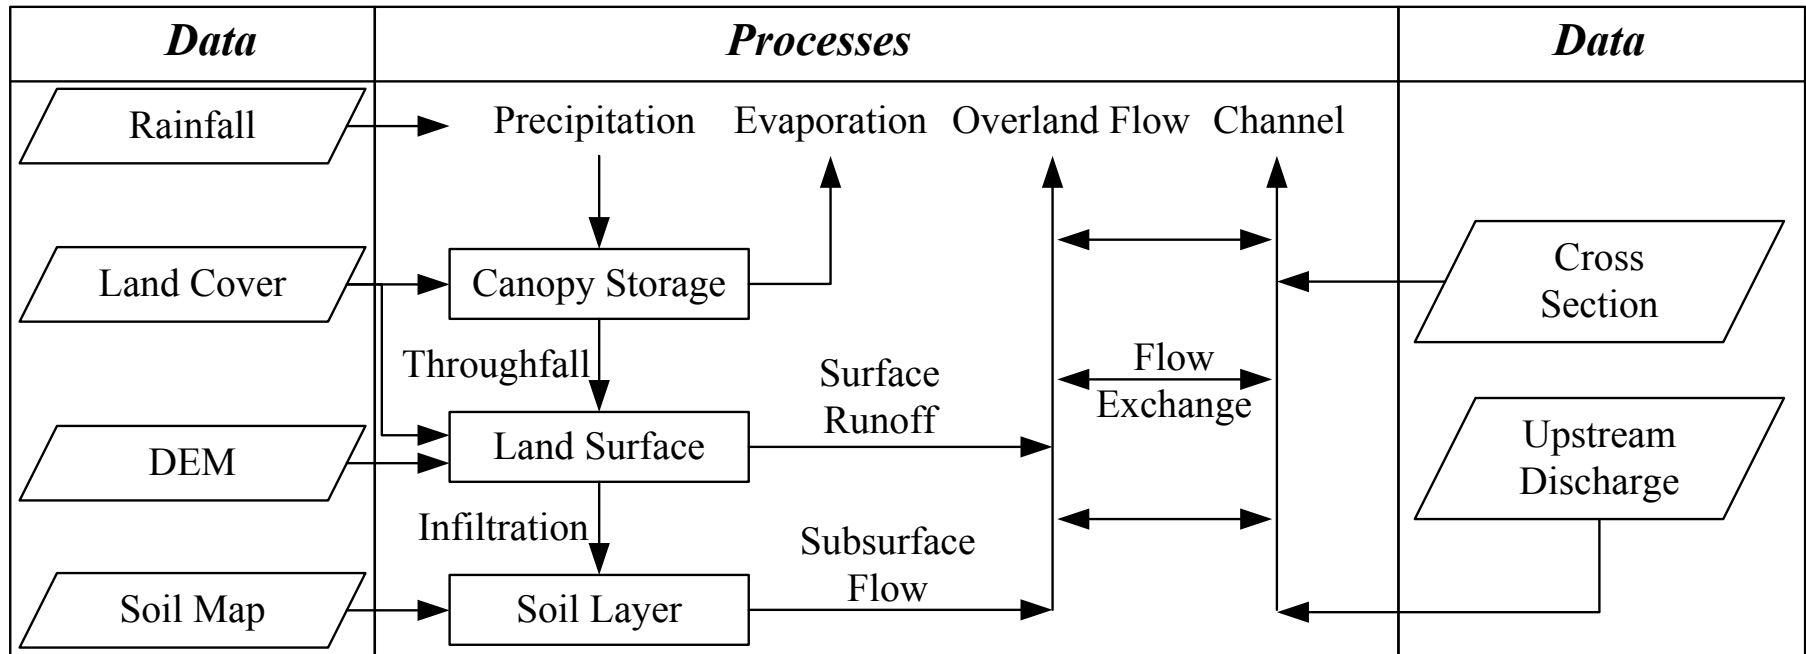 Data
Processes
Data
Rainfall
Precipitation
Evaporation
Overland Flow
Channel
Land Cover
Canopy Storage
Cross
Section
Throughfall
Surface
Runoff
Flow
Exchange
DEM
Land Surface
Upstream
Discharge
Infiltration
Subsurface
Flow
Soil Map
Soil Layer